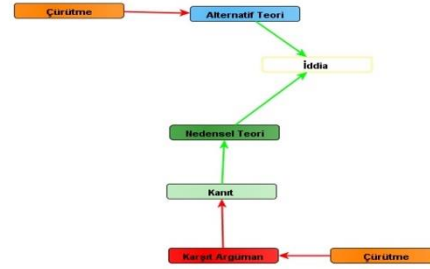 Çürütme
Alternatif Teori
İddia
Nedensel Teori
Kanıt
Karşıt Argüman
Çürütme